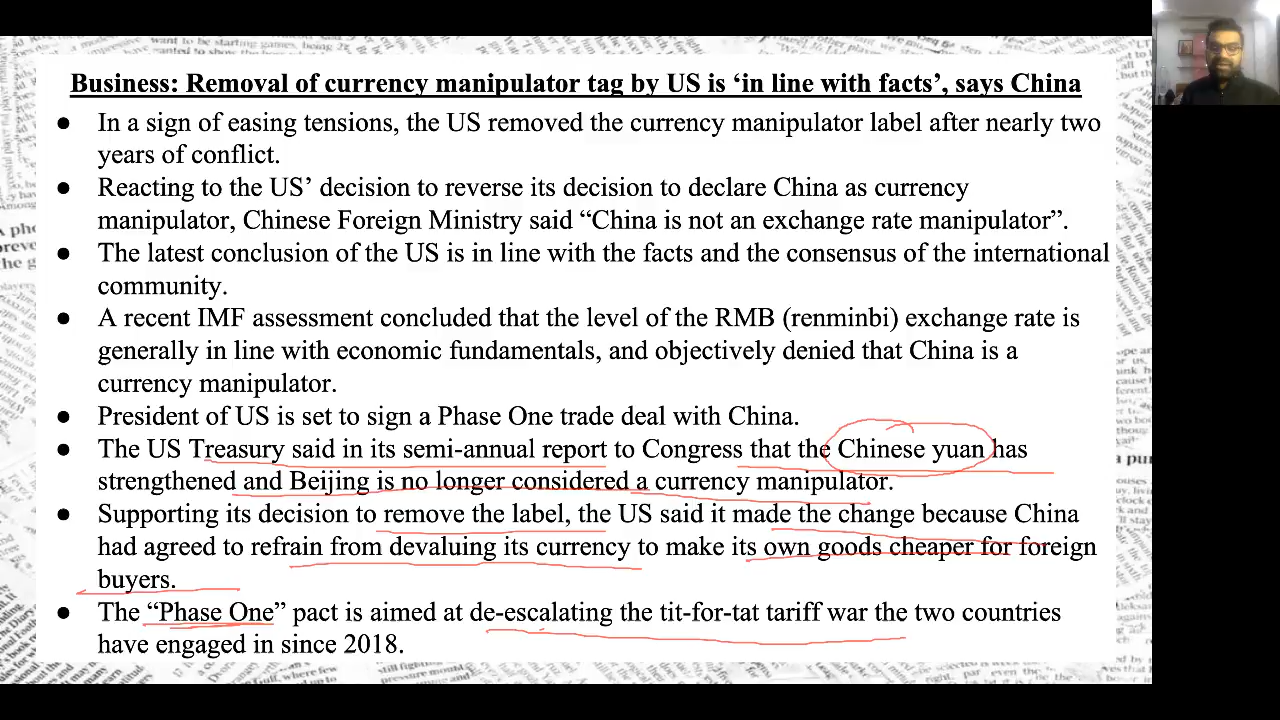 Business: Removal of currency manipulator tag by US is ‘in line with facts’, says China
● In a sign of easing tensions, the US removed the currency manipulator label after nearly two
years of conflict.
● Reacting to the US’ decision to reverse its decision to declare China as currency
manipulator, Chinese Foreign Ministry said “China is not an exchange rate manipulator”.
● The latest conclusion of the US is in line with the facts and the consensus of the international
community.
● A recent IMF assessment concluded that the level of the RMB (renminbi) exchange rate is
generally in line with economic fundamentals, and objectively denied that China is a
currency manipulator.
● President of US is set to sign a Phase One trade deal with China.
● The US Treasury said in its semi-annual report to Congress that the Chinese yuan has
strengthened and Beijing is no longer considered a currency manipulator.
● Supporting its decision to remove the label, the US said it made the change because China
had agreed to refrain from devaluing its currency to make its own goods cheaper for foreign
buyers.
● The “Phase One” pact is aimed at de-escalating the tit-for-tat tariff war the two countries
have engaged in since 2018.